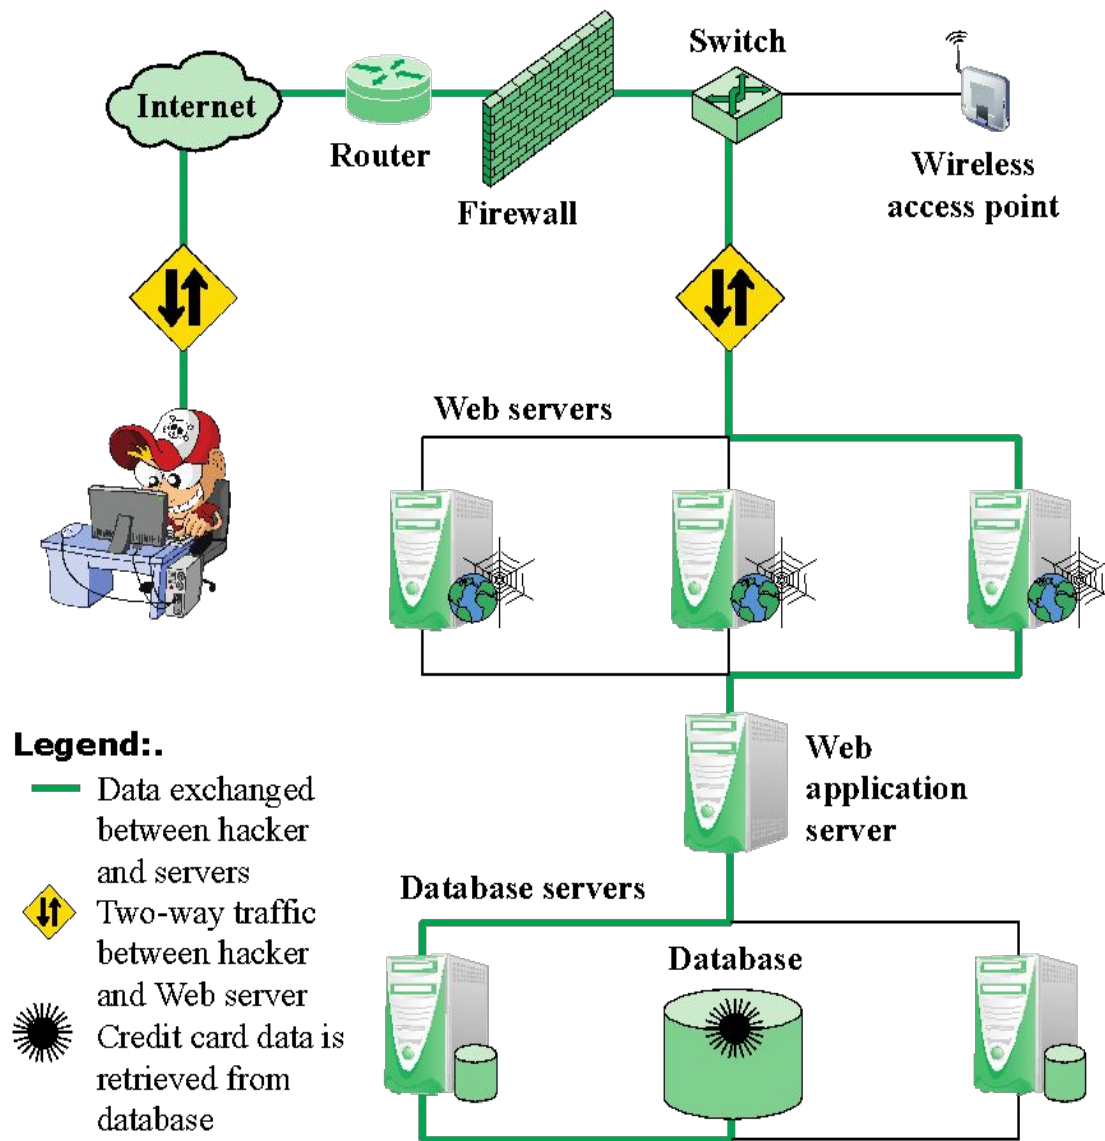 Switch
Internet
Router
Firewall
Wireless
access point
Web servers
Web
application
server
Database servers
Database
Legend:.
Data exchanged
between hacker
and servers
Two-way traffic
between hacker
and Web server
Credit card data is
retrieved from
database